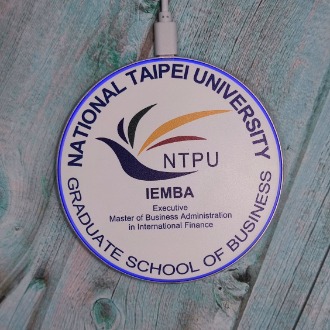 NATIONAL TAIPEI UNIVERSITY
NTPU
IEMBA
Executive
Master of Business Administration
in International Finance
GRADUATE SCHOOL OF BUSINESS